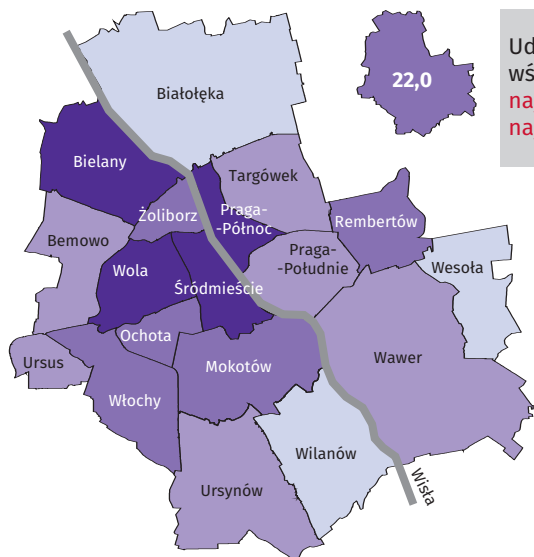 Białołęka
22,0
Ud
wś
na
na
Bielany
Targówek
Żoliborz
Praga-
-Północ
Rembertów
Bemowo
Praga-
-Południe
Wesoła
Wola
Śródmieście
Ochota
Ursus
Mokotów
Wawer
Włochy
Wilanów
Ursynów
Wisła